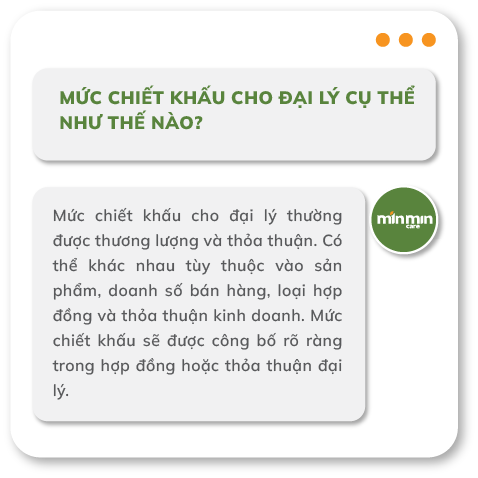 MỨC CHIẾT KHẤU CHO ĐẠI LÝ CỤ THỂ
NHƯ THẾ NÀO?
Mức chiết khấu cho đại lý thường
được thương lượng và thỏa thuận. Có
thể khác nhau tùy thuộc vào sản
phẩm, doanh số bán hàng, loại hợp
đồng và thỏa thuận kinh doanh. Mức
chiết khấu sẽ được công bố rõ ràng
trong hợp đồng hoặc thỏa thuận đại
lý.
minmin
care